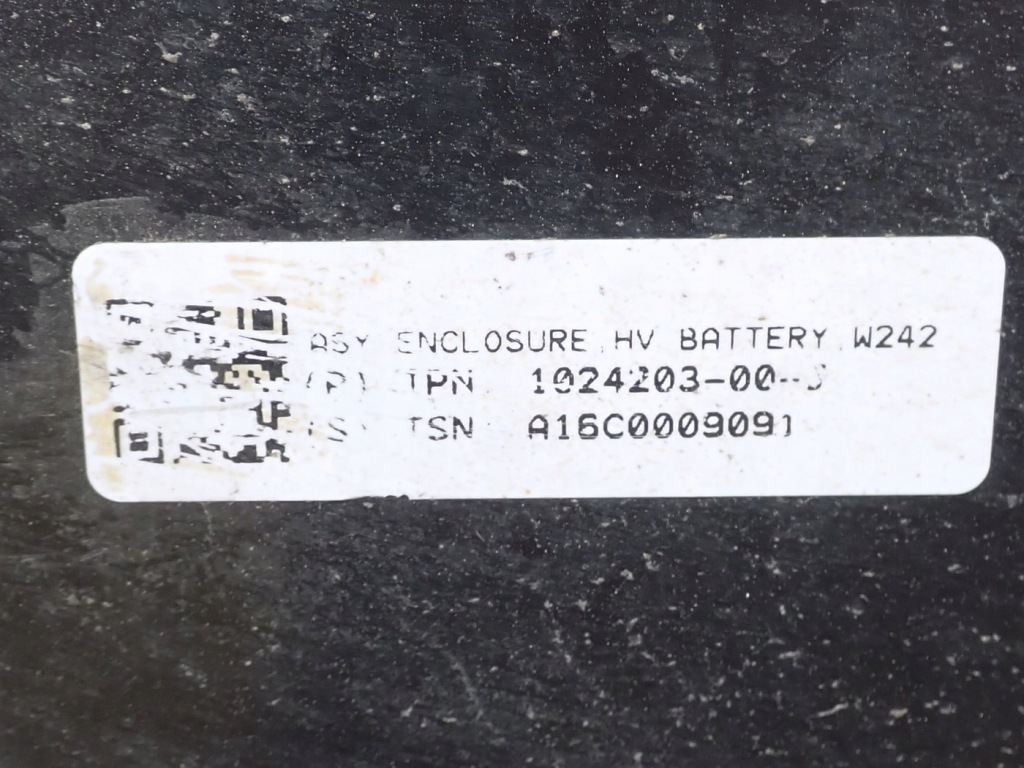 ASY ENCLOSURE, HV BATTERY, W242
(P) TPN 1024203-00-J
(S) TSN A16C0009091